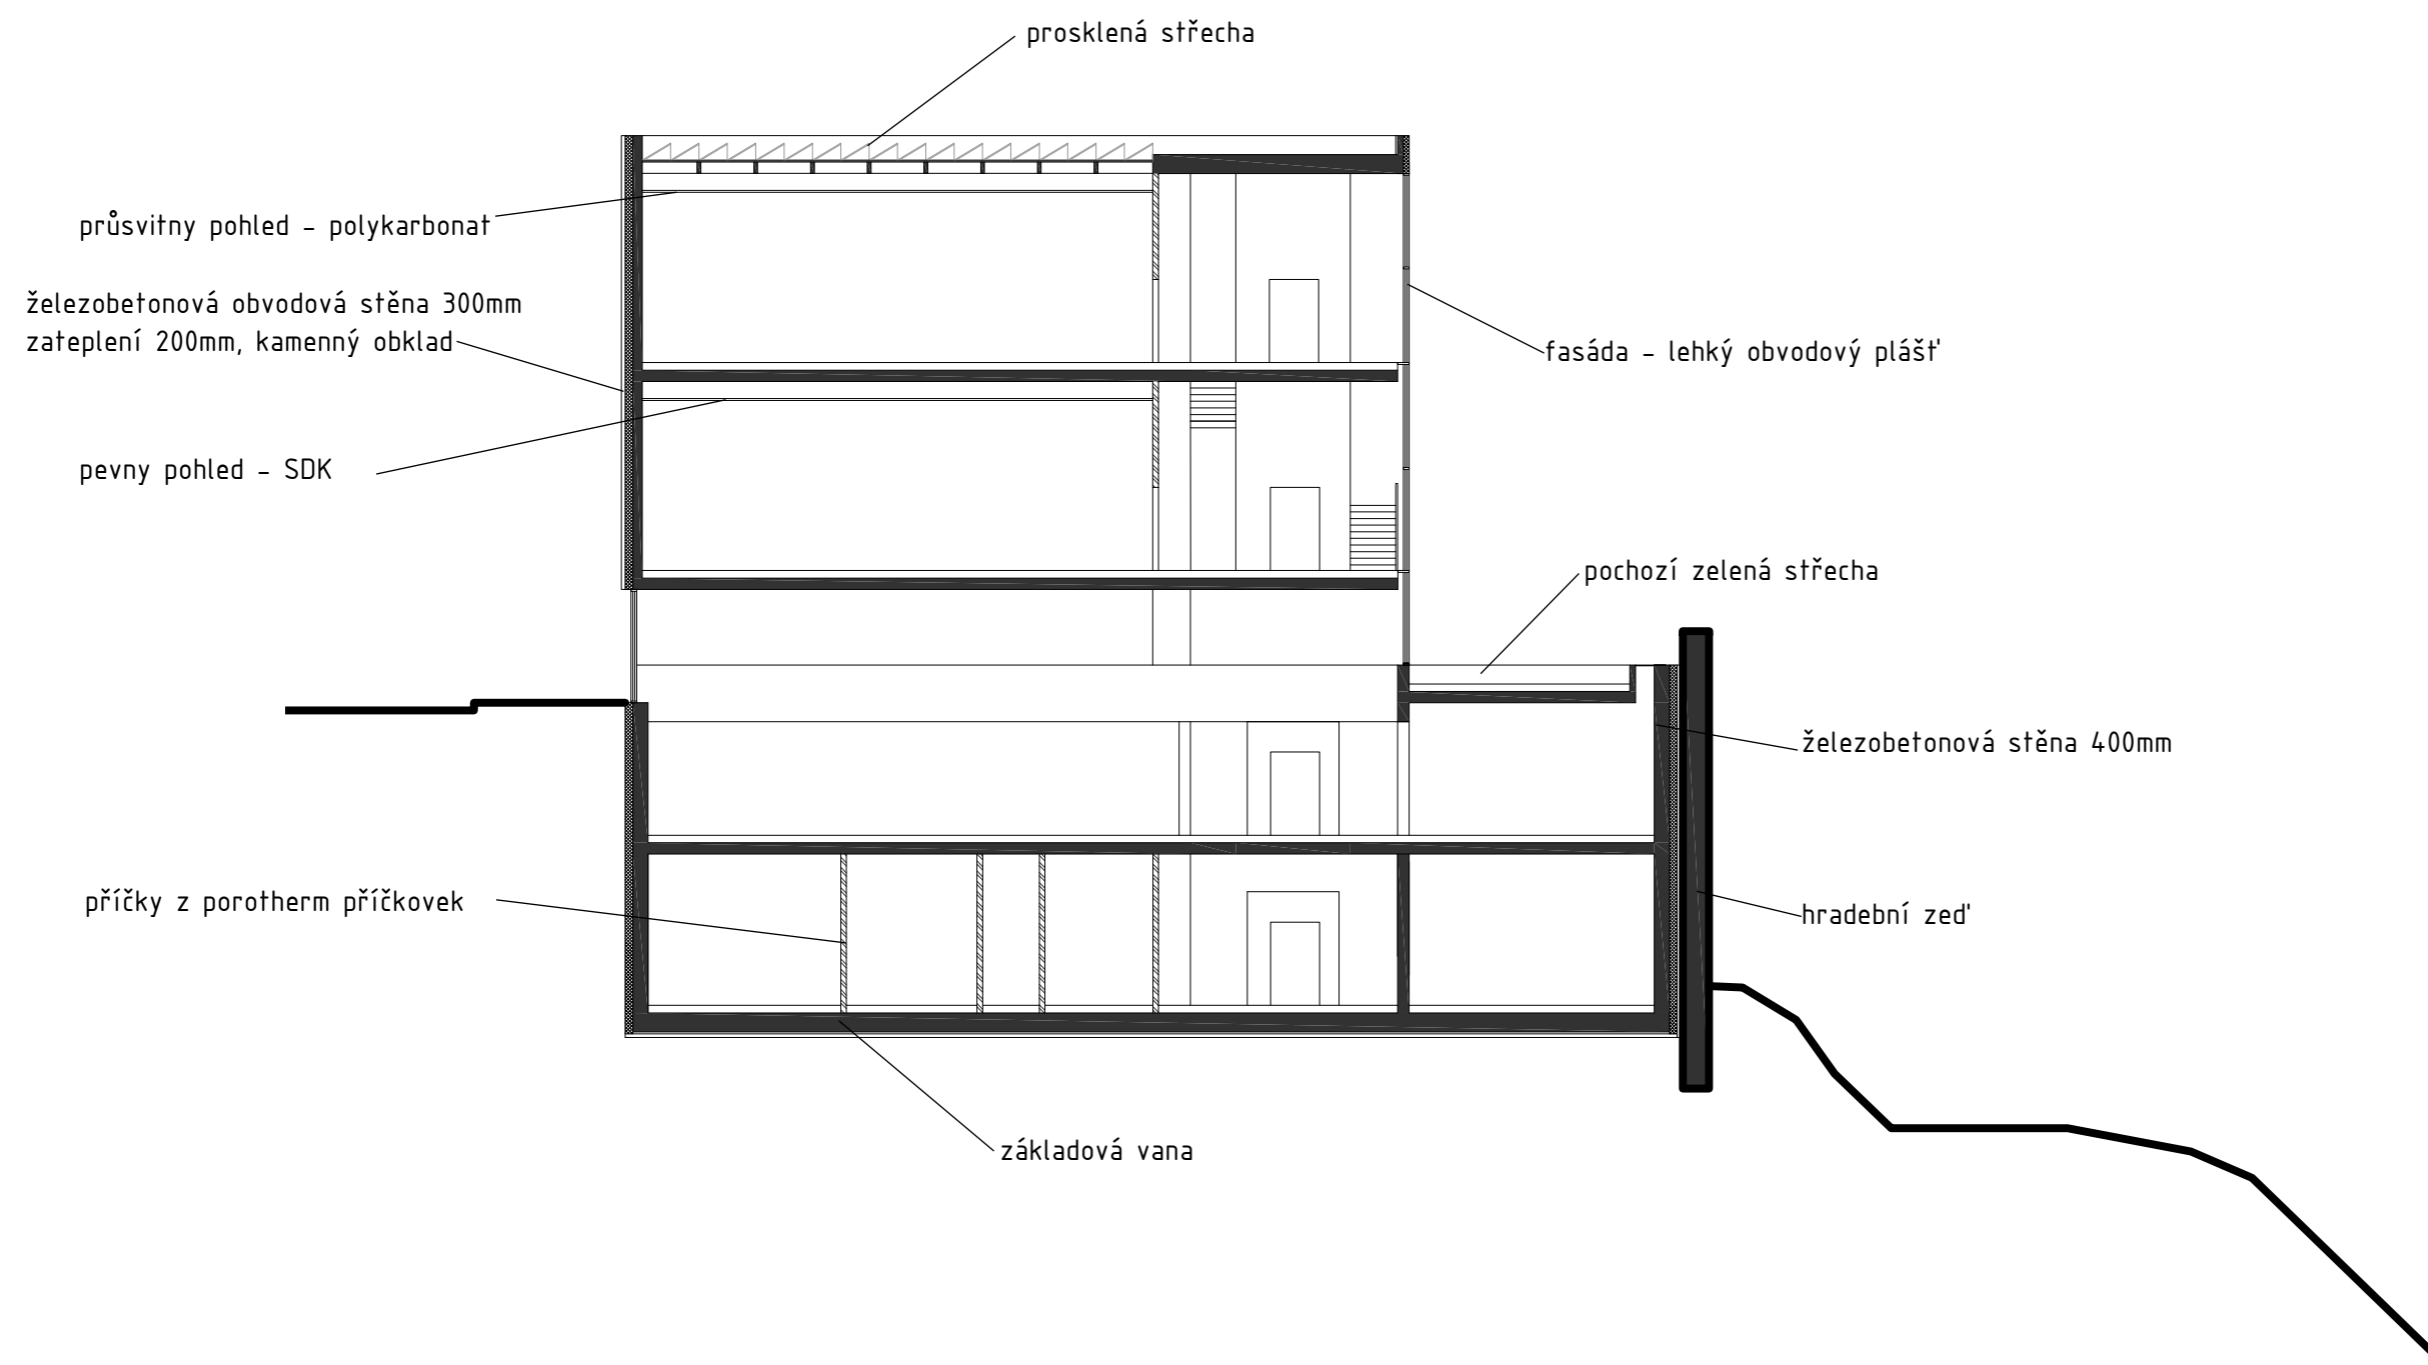 prosklená střecha
průsvitny pohled - polykarbonat
železobetonová obvodová stěna 300mm
zateplení 200mm, kamenný obklad
fasáda - lehký obvodový plášť
pevny pohled - SDK
pochozí zelená střecha
železobetonová stěna 400mm
příčky z porotherm příčkovek
hradební zeď
základová vana